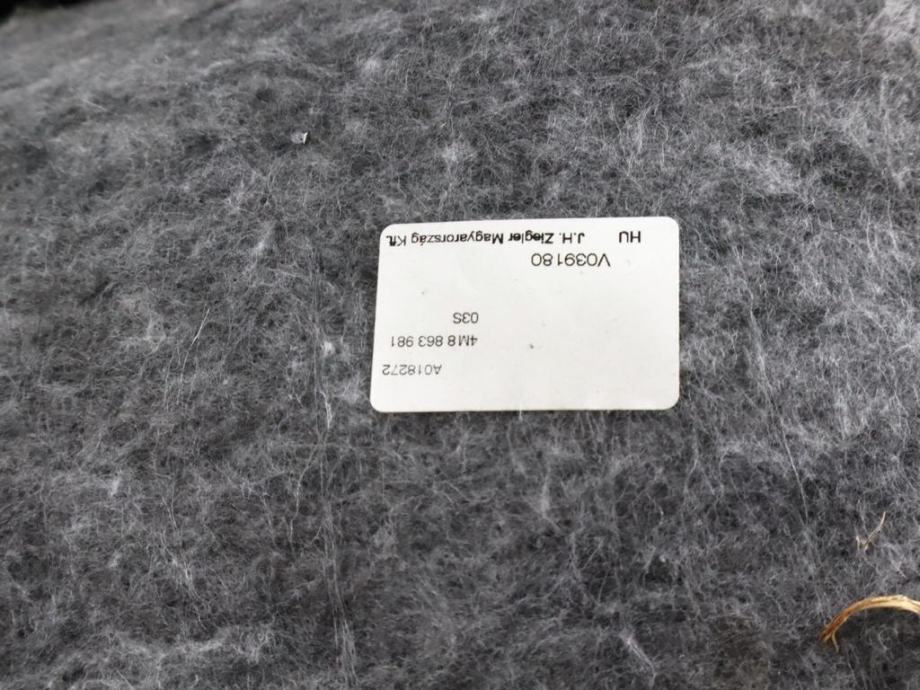 A018272
4M8 863 981
03S
V039180
HU J.H. Ziegler Magyarország Kft.